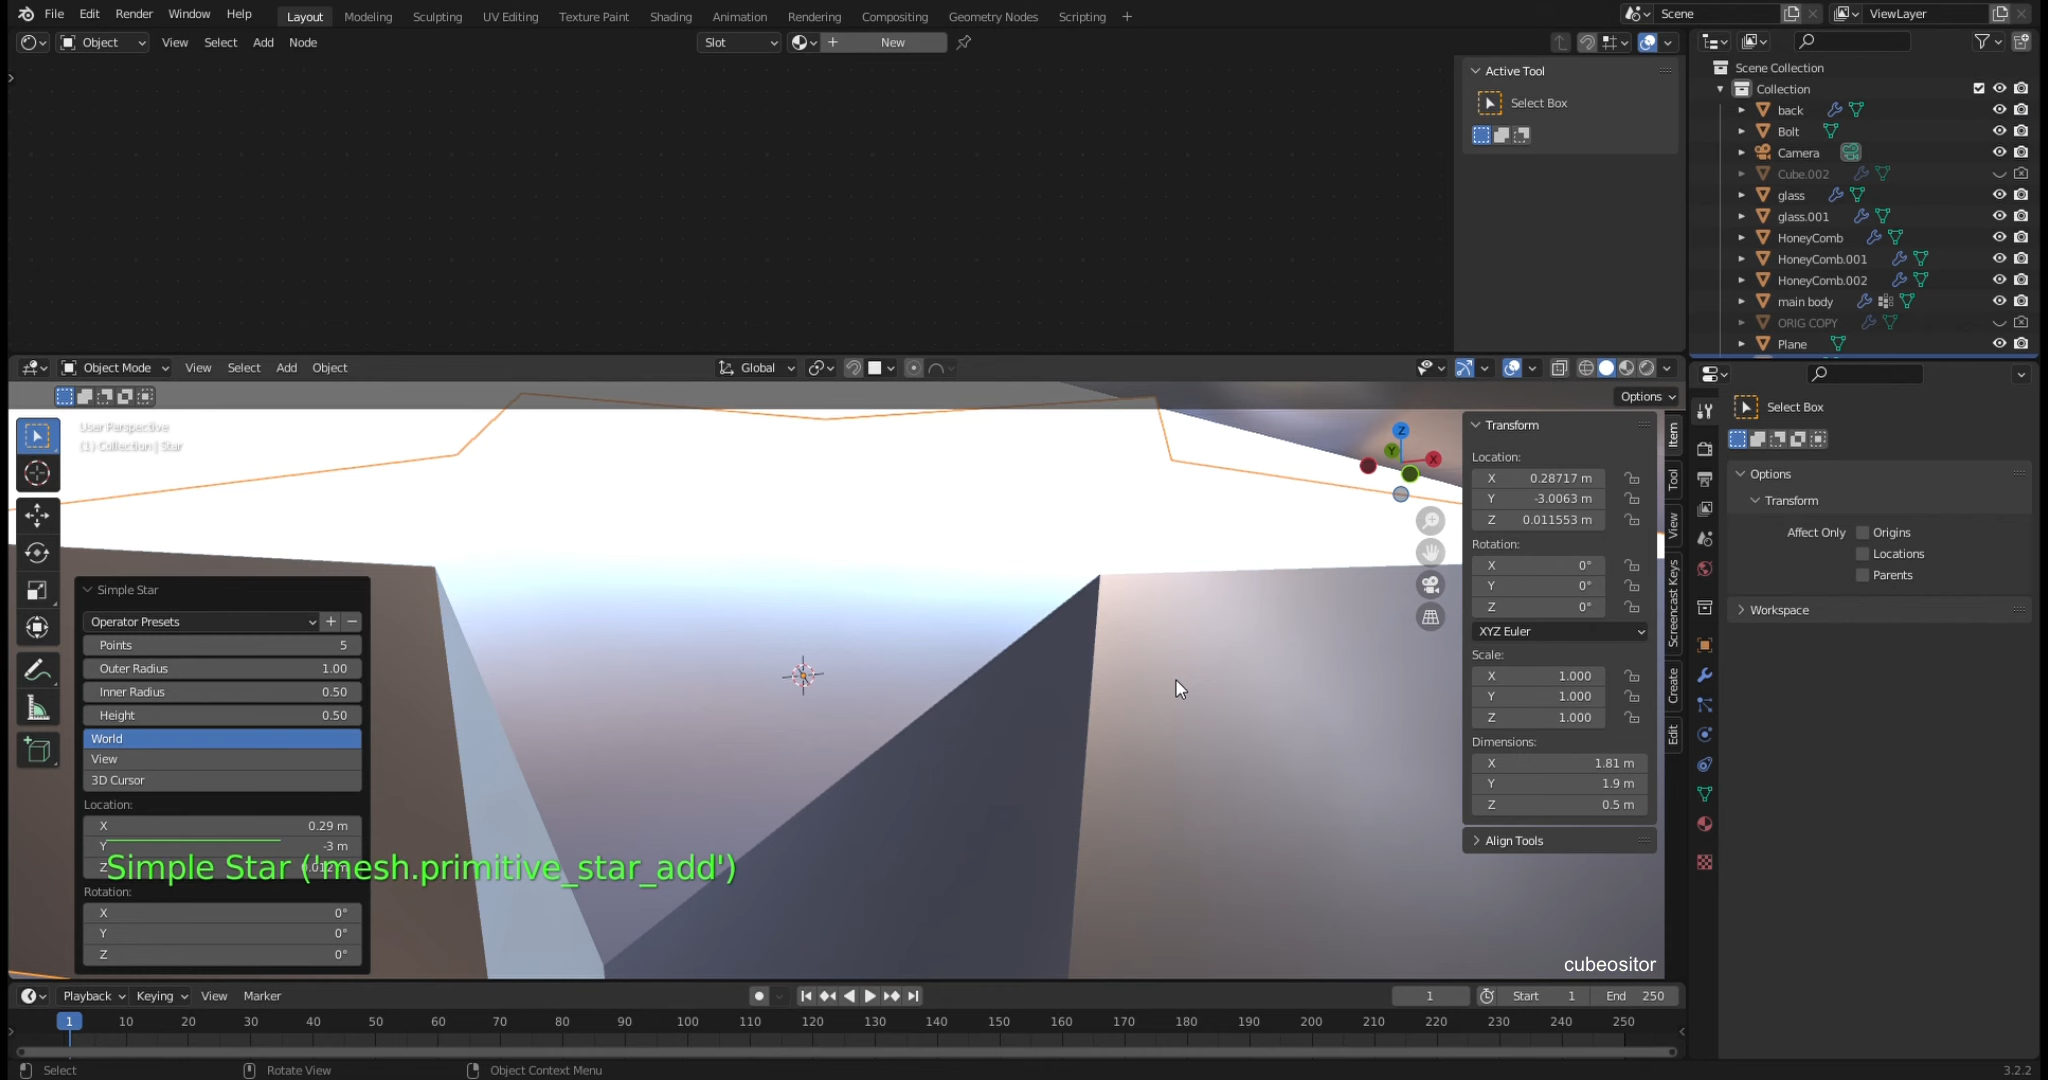 File Edit Render Window Help Layout Modeling Sculpting UV Editing Texture Paint Shading Animation Rendering Compositing Geometry Nodes Scripting + Scene ViewLayer
Object View Select Add Node Slot New
Active Tool
Select Box
Scene Collection
Collection
back
Bolt
Camera
Cube.002
glass
glass.001
HoneyComb
HoneyComb.001
HoneyComb.002
main body
ORIG COPY
Plane
Object Mode View Select Add Object Global
Options
User Perspective
(1) Collection | Star
Simple Star
Operator Presets
Points 5
Outer Radius 1.00
Inner Radius 0.50
Height 0.50
World
View
3D Cursor
Location:
X 0.29 m
Y -3 m
Z 0.012 m
Simple Star ('mesh.primitive_star_add')
Rotation:
X 0°
Y 0°
Z 0°
Z
Y
X
Transform
Location:
X 0.28717 m
Y -3.0063 m
Z 0.011553 m
Rotation:
X 0°
Y 0°
Z 0°
XYZ Euler
Scale:
X 1.000
Y 1.000
Z 1.000
Dimensions:
X 1.81 m
Y 1.9 m
Z 0.5 m
Align Tools
Item
Tool
View
Screencast Keys
Create
Edit
cubeositor
Select Box
Options
Transform
Affect Only Origins
Locations
Parents
Workspace
Playback Keying View Marker 1 Start 1 End 250
1 10 20 30 40 50 60 70 80 90 100 110 120 130 140 150 160 170 180 190 200 210 220 230 240 250
Select Rotate View Object Context Menu 3.2.2